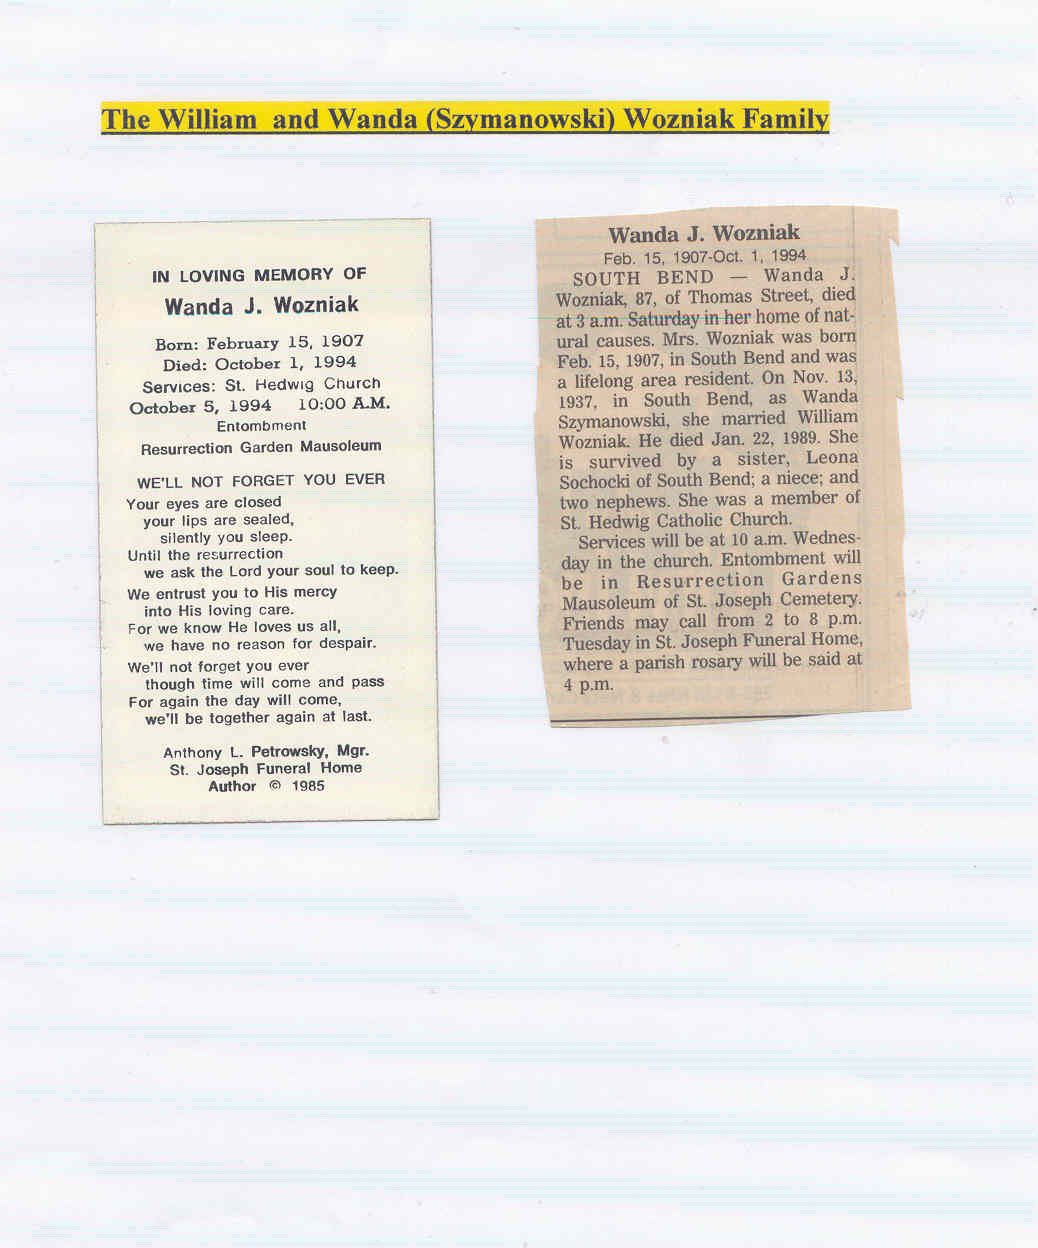 The William and Wanda (Szymanowski) Wozniak Family
IN LOVING MEMORY OF
Wanda J. Wozniak
Born: February 15, 1907
Died: October 1, 1994
Services: St. Hedwig Church
October 5, 1994 10:00 A.M.
Entombment
Resurrection Garden Mausoleum
WE'LL NOT FORGET YOU EVER
Your eyes are closed
your lips are sealed,
silently you sleep.
Until the resurrection
we ask the Lord your soul to keep.
We entrust you to His mercy
into His loving care.
For we know He loves us all,
we have no reason for despair.
We'll not forget you ever
though time will come and pass
For again the day will come,
we'll be together again at last.
Anthony L. Petrowsky, Mgr.
St. Joseph Funeral Home
Author © 1985
Wanda J. Wozniak
Feb. 15, 1907-Oct. 1, 1994
SOUTH BEND — Wanda J.
Wozniak, 87, of Thomas Street, died
at 3 a.m. Saturday in her home of nat-
ural causes. Mrs. Wozniak was born
Feb. 15, 1907, in South Bend and was
a lifelong area resident. On Nov. 13,
1937, in South Bend, as Wanda
Szymanowski, she married William
Wozniak. He died Jan. 22, 1989. She
is survived by a sister, Leona
Sochocki of South Bend; a niece; and
two nephews. She was a member of
St. Hedwig Catholic Church.
Services will be at 10 a.m. Wednes-
day in the church. Entombment will
be in Resurrection Gardens
Mausoleum of St. Joseph Cemetery.
Friends may call from 2 to 8 p.m.
Tuesday in St. Joseph Funeral Home,
where a parish rosary will be said at
4 p.m.